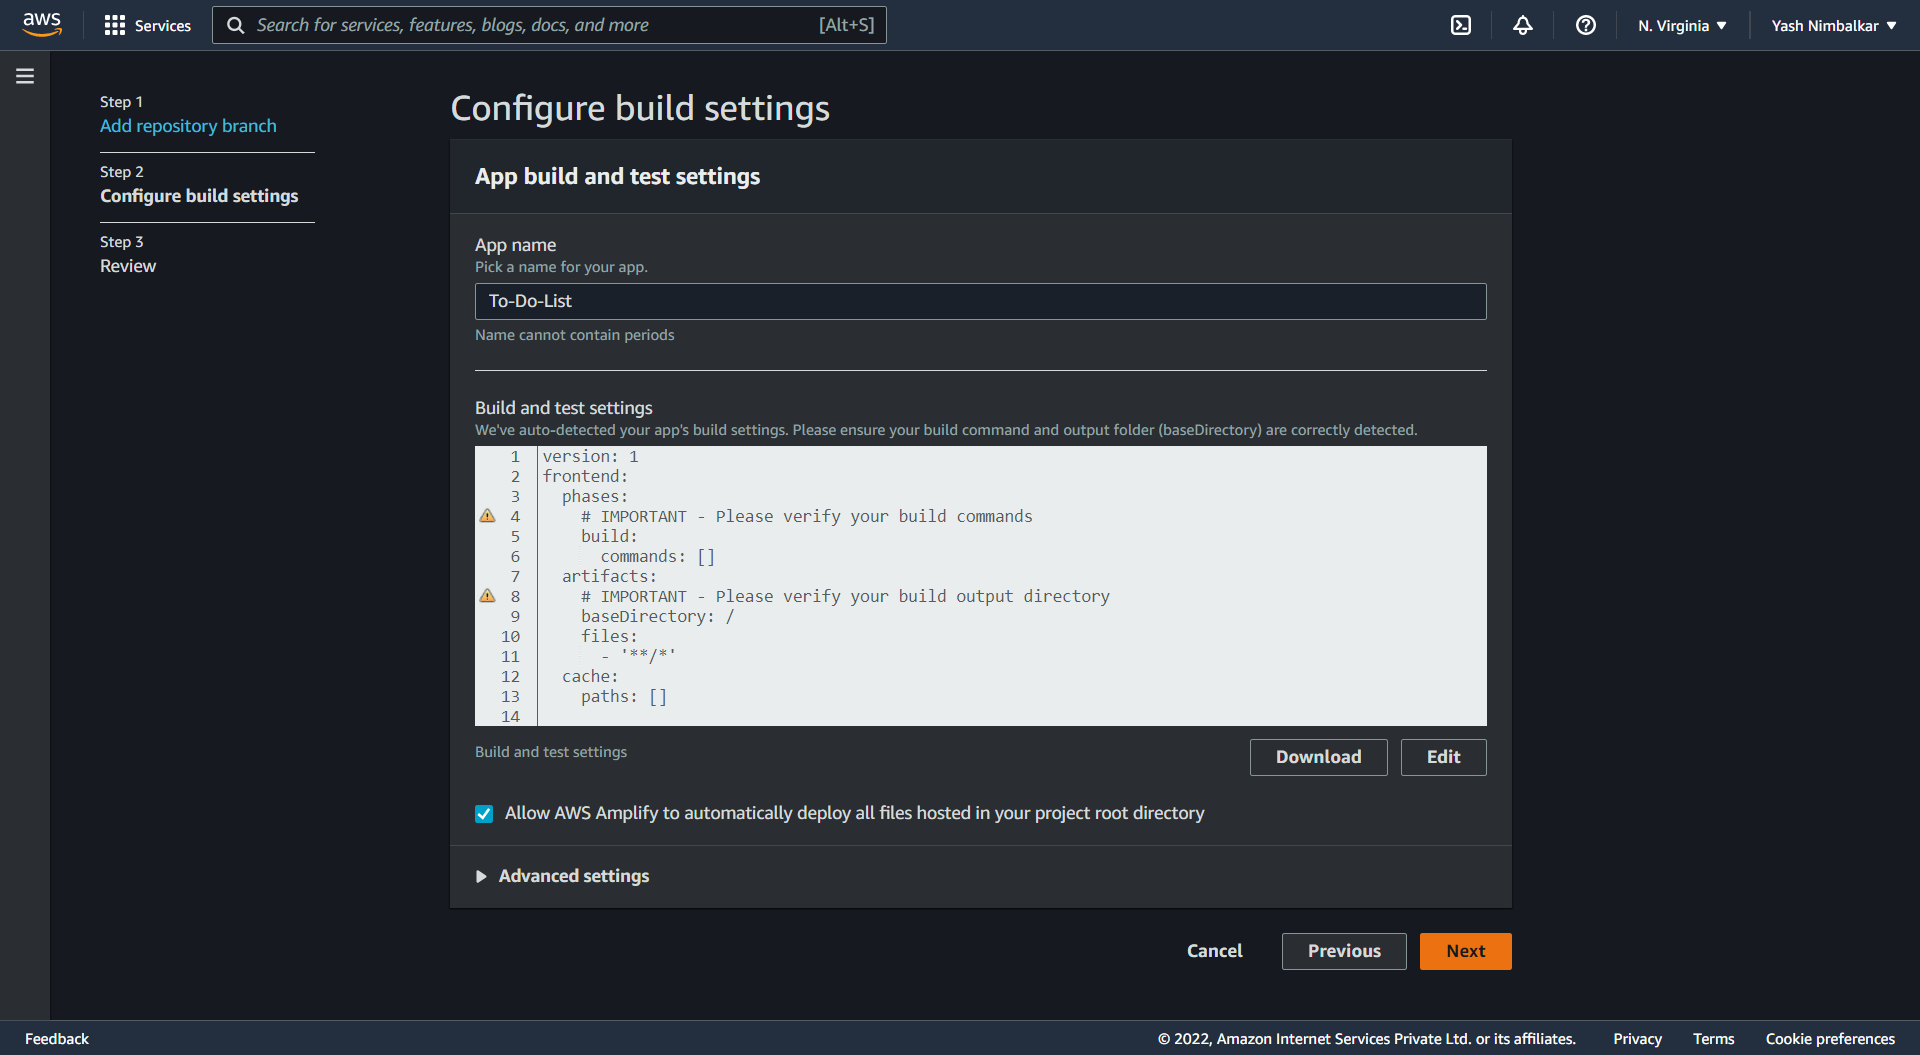 aws
Services
Search for services, features, blogs, docs, and more
[Alt+S]
N. Virginia
Yash Nimbalkar
Step 1
Add repository branch
Step 2
Configure build settings
Step 3
Review
Configure build settings
App build and test settings
App name
Pick a name for your app.
To-Do-List
Name cannot contain periods
Build and test settings
We've auto-detected your app's build settings. Please ensure your build command and output folder (baseDirectory) are correctly detected.
1 version: 1
2 frontend:
3 phases:
4 # IMPORTANT - Please verify your build commands
5 build:
6 commands: []
7 artifacts:
8 # IMPORTANT - Please verify your build output directory
9 baseDirectory: /
10 files:
11 - '**/*'
12 cache:
13 paths: []
14
Build and test settings
Download
Edit
Allow AWS Amplify to automatically deploy all files hosted in your project root directory
Advanced settings
Cancel
Previous
Next
Feedback
© 2022, Amazon Internet Services Private Ltd. or its affiliates.
Privacy
Terms
Cookie preferences